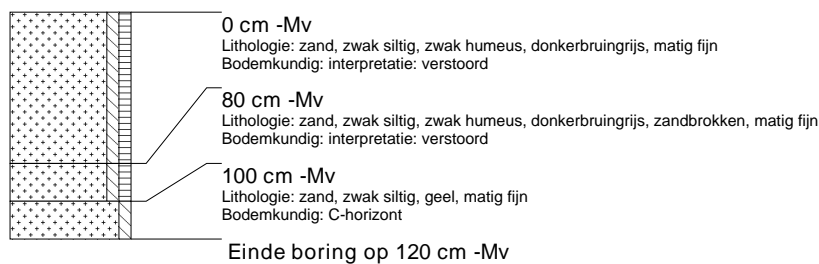 0 cm -Mv
Lithologie: zand, zwak siltig, zwak humeus, donkerbruingrijs, matig fijn
Bodemkundig: interpretatie: verstoord
80 cm -Mv
Lithologie: zand, zwak siltig, zwak humeus, donkerbruingrijs, zandbrokken, matig fijn
Bodemkundig: interpretatie: verstoord
100 cm -Mv
Lithologie: zand, zwak siltig, geel, matig fijn
Bodemkundig: C-horizont
Einde boring op 120 cm -Mv